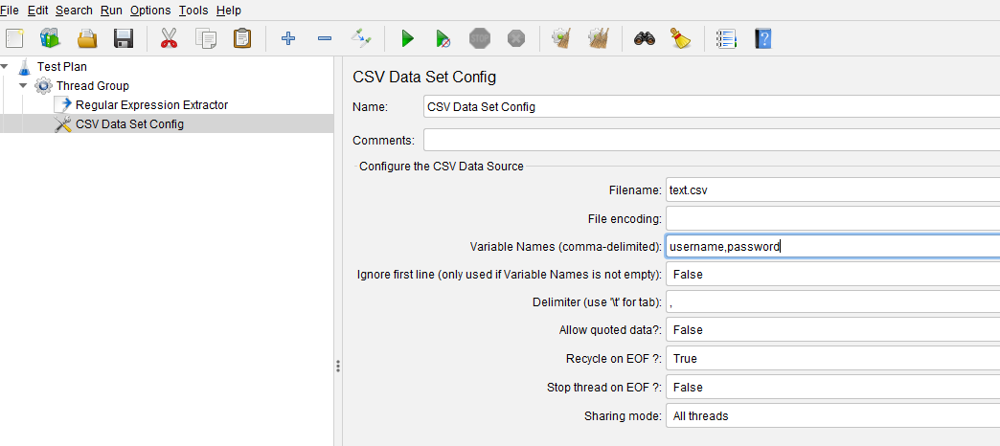 File Edit Search Run Options Tools Help
Test Plan
Thread Group
Regular Expression Extractor
CSV Data Set Config
CSV Data Set Config
Name: CSV Data Set Config
Comments:
Configure the CSV Data Source
Filename: text.csv
File encoding:
Variable Names (comma-delimited): username,password
Ignore first line (only used if Variable Names is not empty): False
Delimiter (use '\t' for tab): ,
Allow quoted data?: False
Recycle on EOF ?: True
Stop thread on EOF ?: False
Sharing mode: All threads